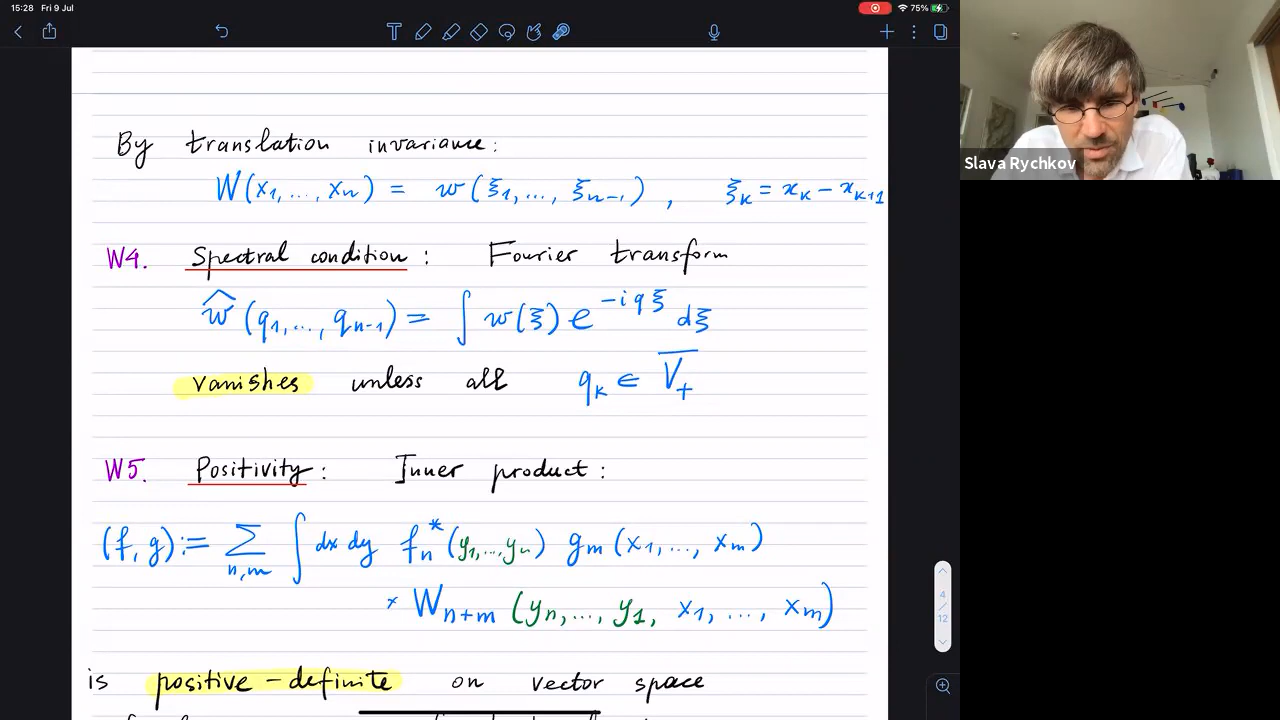 15:28 Fri 9 Jul
75%
By translation invariance:
W(x₁, ..., xₙ) = w(ξ₁, ..., ξₙ₋₁), ξₖ = xₖ − xₖ₊₁
W4. Spectral condition: Fourier transform
ŵ(q₁, ..., qₙ₋₁) = ∫ w(ξ) e^{−iqξ} dξ
vanishes unless all qₖ ∈ V̅₊
W5. Positivity: Inner product:
(f, g) := ∑_{n,m} ∫ dx dy fₙ*(y₁, ..., yₙ) gₘ(x₁, ..., xₘ)
× Wₙ₊ₘ (yₙ, ..., y₁, x₁, ..., xₘ)
is positive-definite on vector space
4
/
12
Slava Rychkov